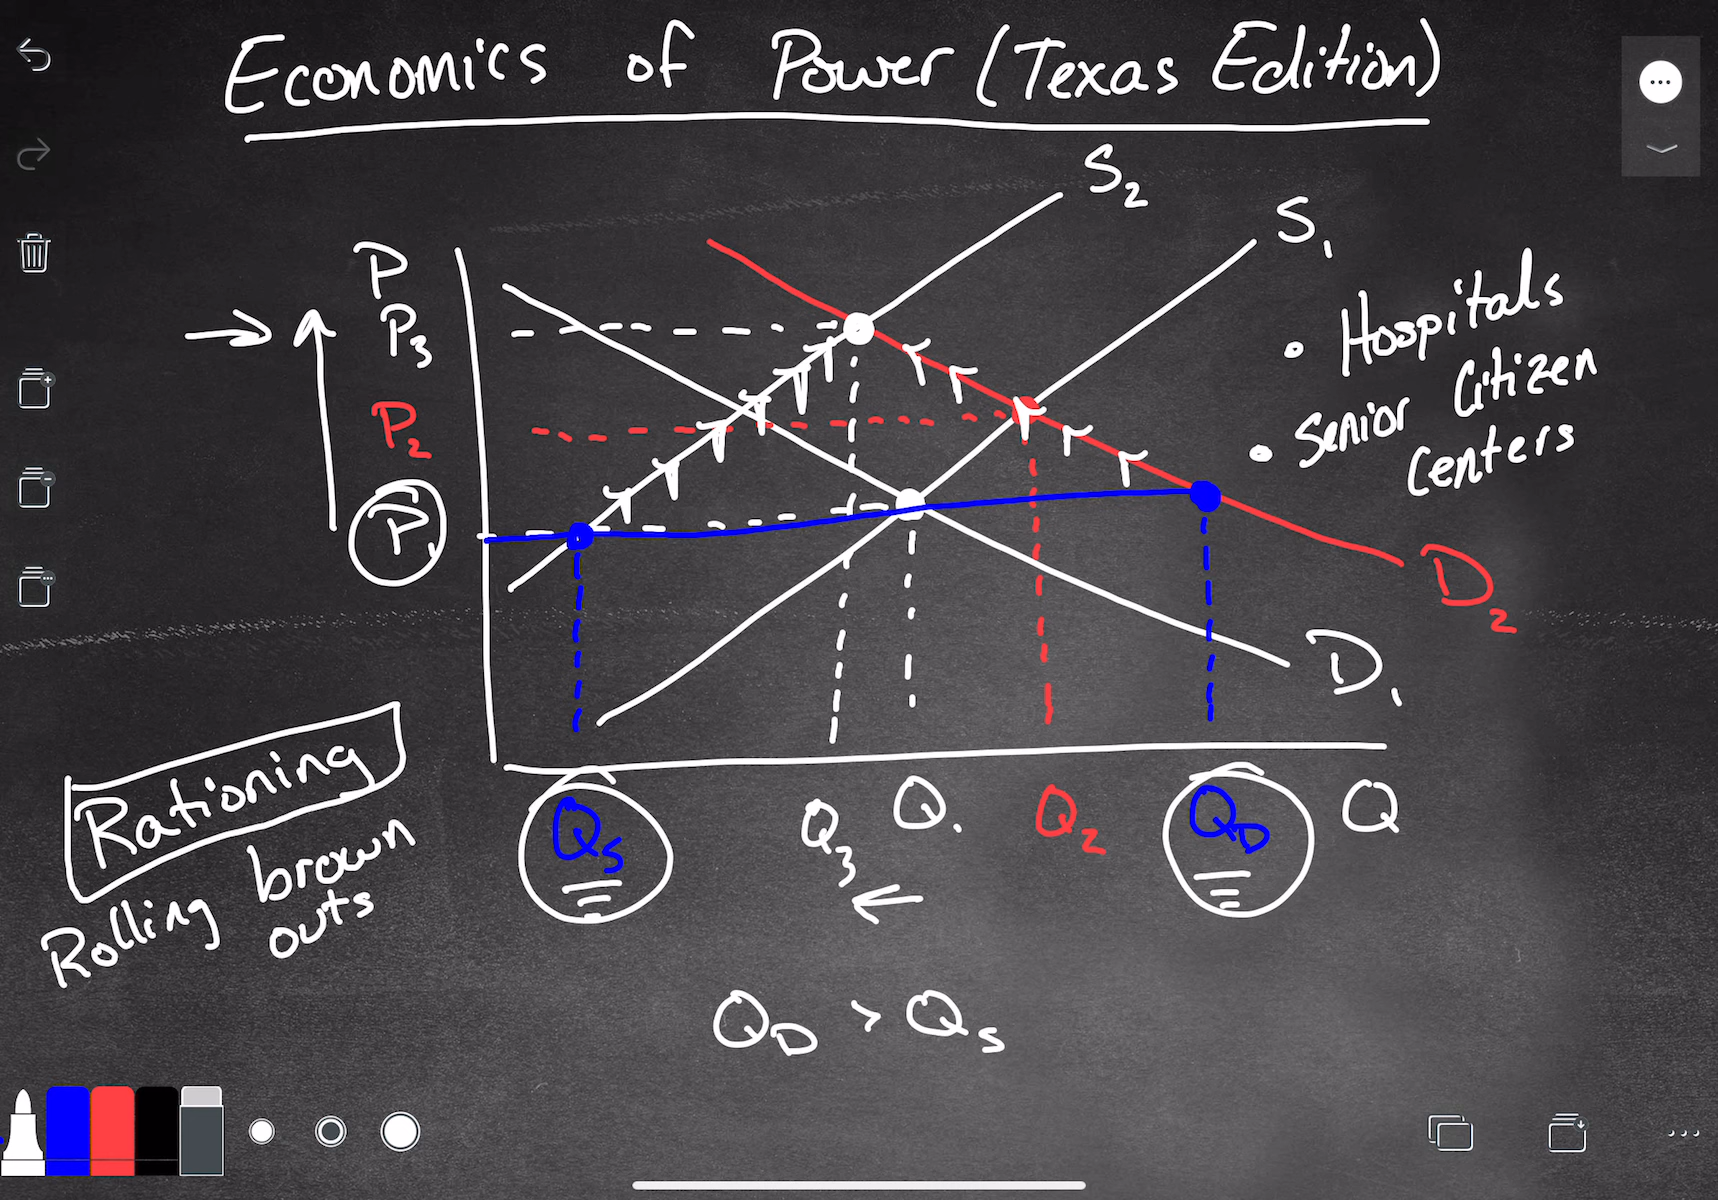 Economics of Power (Texas Edition)
S2
S1
P
P3
P2
P
• Hospitals
• Senior Citizen
Centers
D2
D1
Rationing
Rolling brown
outs
QS
Q3
Q1
Q2
QD
Q
QD > QS